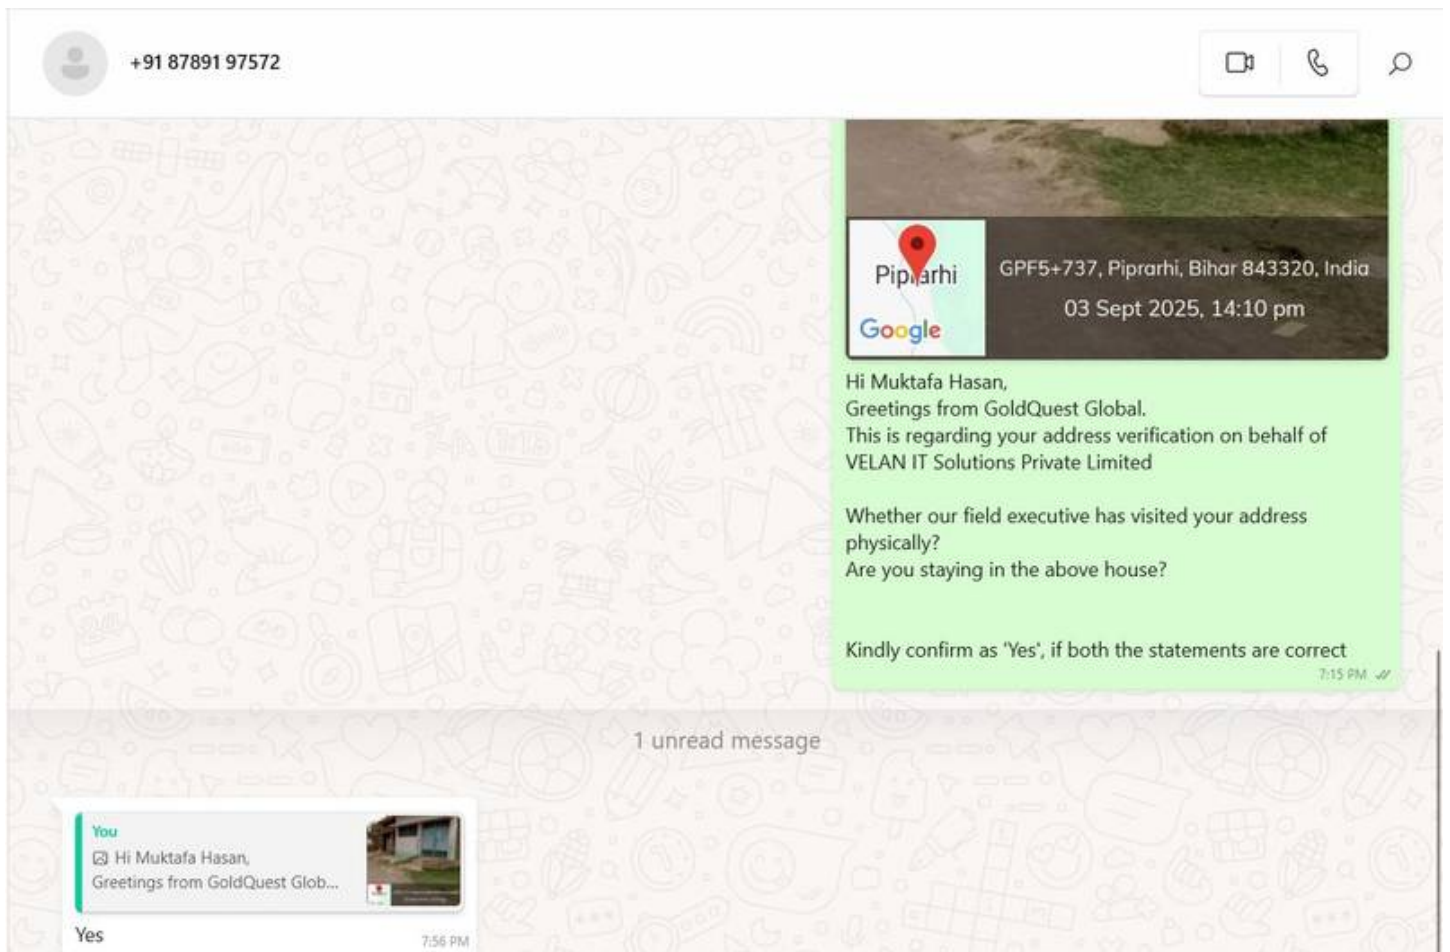 +91 87891 97572
Piprarhi
Google
GPF5+737, Piprarhi, Bihar 843320, India
03 Sept 2025, 14:10 pm
Hi Muktafa Hasan,
Greetings from GoldQuest Global.
This is regarding your address verification on behalf of
VELAN IT Solutions Private Limited
Whether our field executive has visited your address
physically?
Are you staying in the above house?
Kindly confirm as 'Yes', if both the statements are correct
7:15 PM
1 unread message
You
Hi Muktafa Hasan,
Greetings from GoldQuest Glob...
Yes
7:56 PM